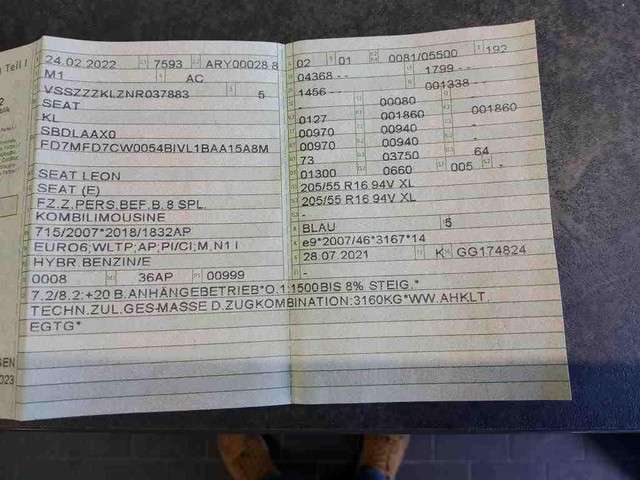 Teil I
24.02.2022 7593 ARY00028 8
M1 AC
VSSZZZKLZNR037883 5
SEAT
KL
SBDLAAX0
FD7MFD7CW0054BIVL1BAA15A8M
SEAT LEON
SEAT (E)
FZ.Z.PERS.BEF.B.8 SPL.
KOMBILIMOUSINE
715/2007*2018/1832AP
EURO6;WLTP;AP;PI/CI;M,N1 I
HYBR.BENZIN/E
0008 36AP 00999
02 01 0081/05500 192
04368 - - 1799 - -
1456 - - 001338 - -
- 00080
0127 001860 001860
00970 00940 -
00970 00940 -
73 03750 64
01300 0660 005 -
205/55 R16 94V XL
205/55 R16 94V XL
-
BLAU 5
e9*2007/46*3167*14
28.07.2021 K GG174824
-
7.2/8.2:+20 B.ANHÄNGEBETRIEB*O.1:1500 BIS 8% STEIG.*
TECHN.ZUL.GES-MASSE D.ZUGKOMBINATION:3160KG*WW.AHKLT.
EGTG*
SEN
023